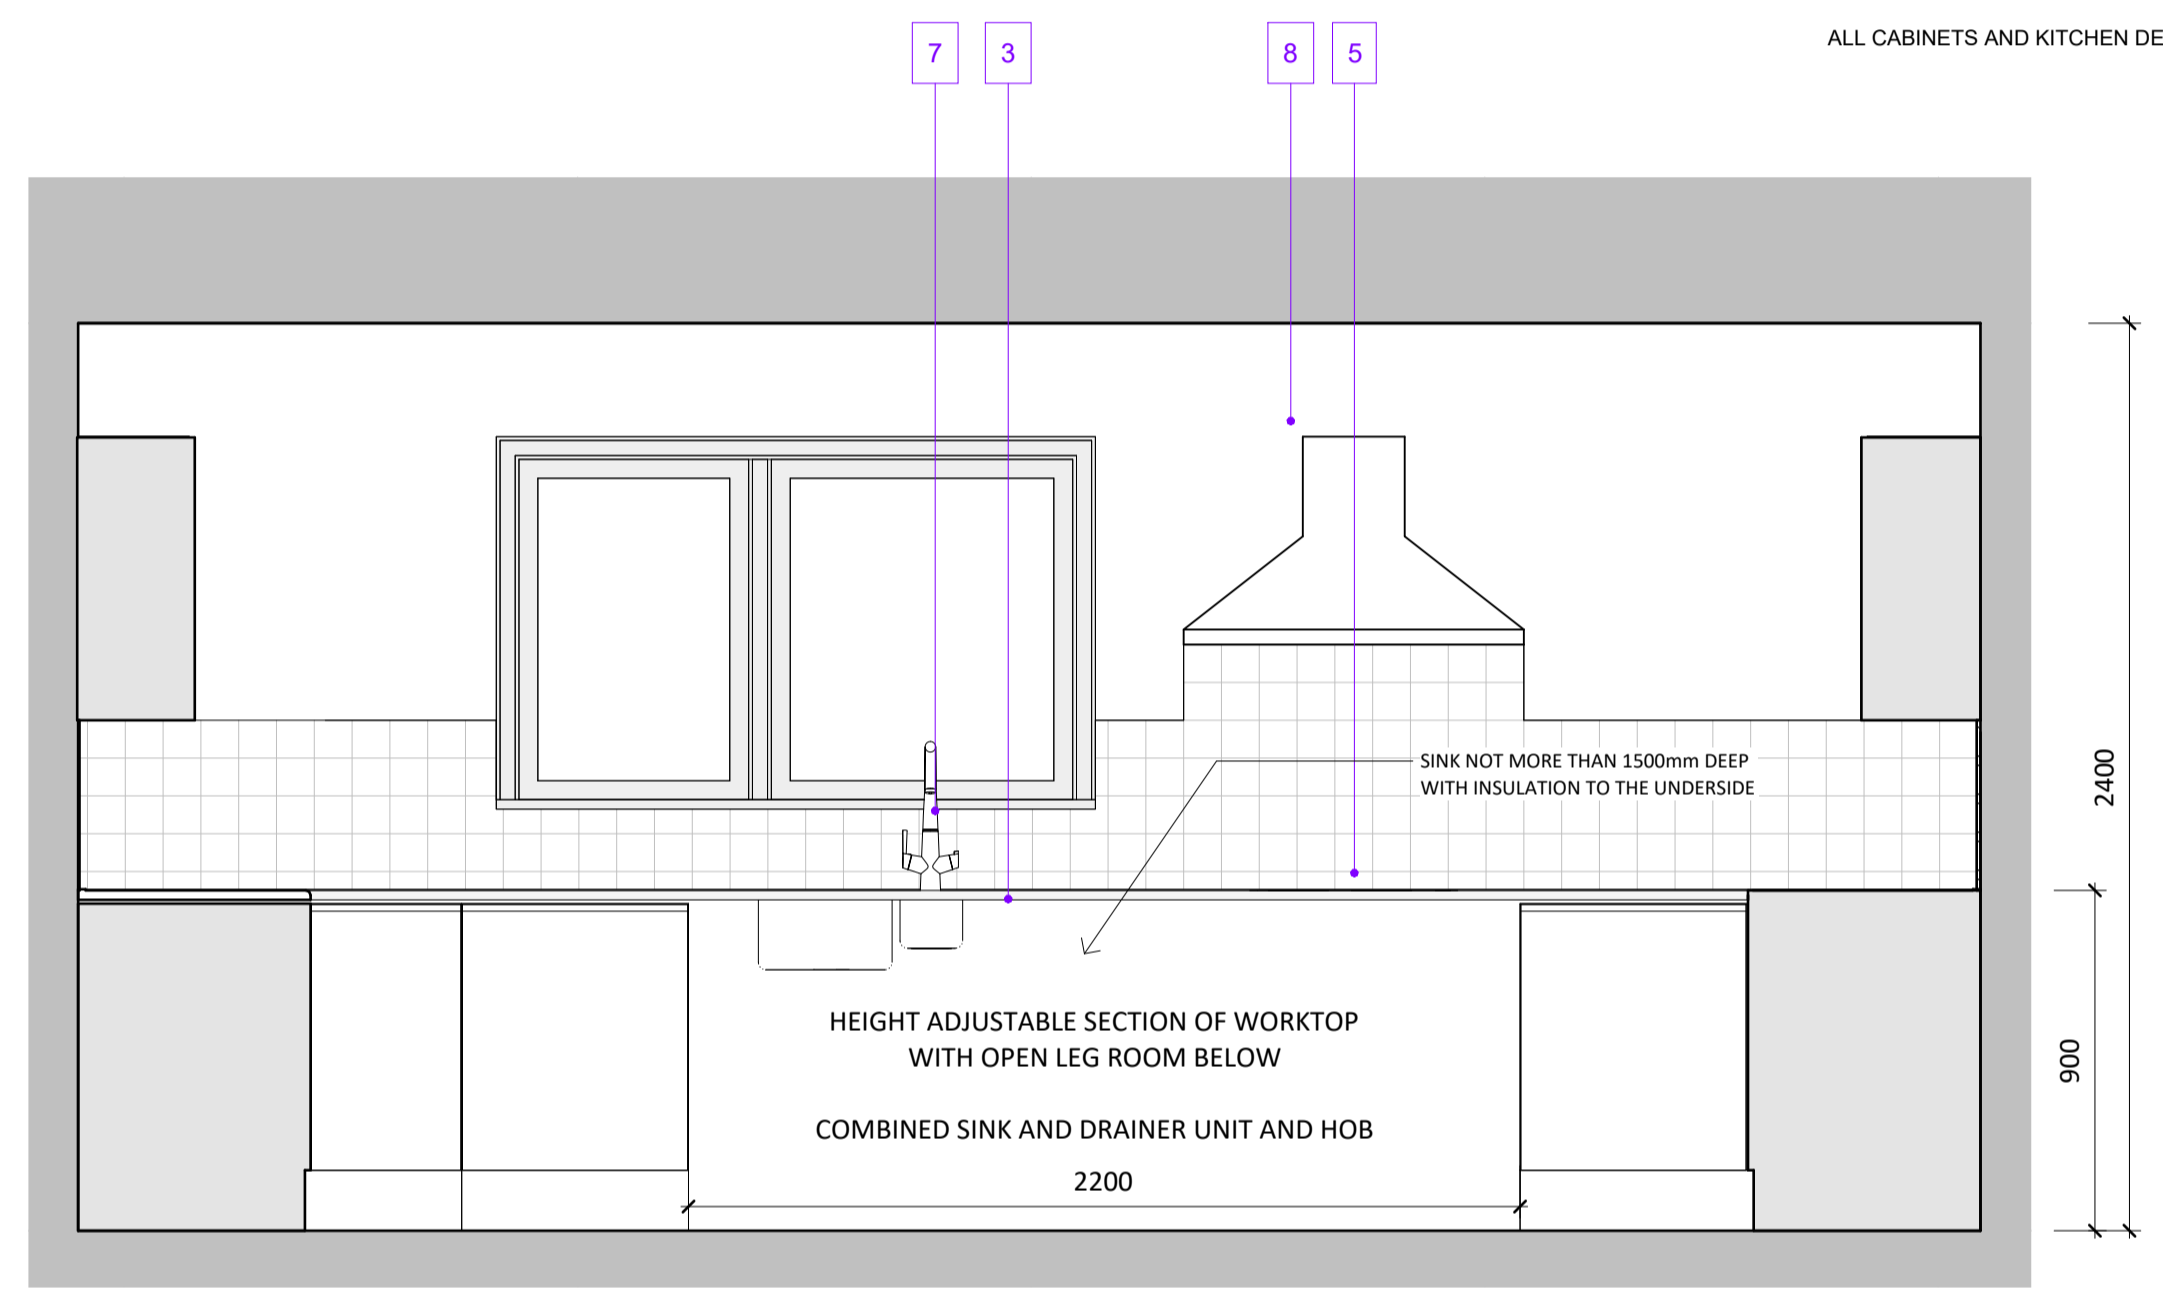 7 3 8 5
ALL CABINETS AND KITCHEN DE
SINK NOT MORE THAN 1500mm DEEP
WITH INSULATION TO THE UNDERSIDE
2400
900
HEIGHT ADJUSTABLE SECTION OF WORKTOP
WITH OPEN LEG ROOM BELOW
COMBINED SINK AND DRAINER UNIT AND HOB
2200